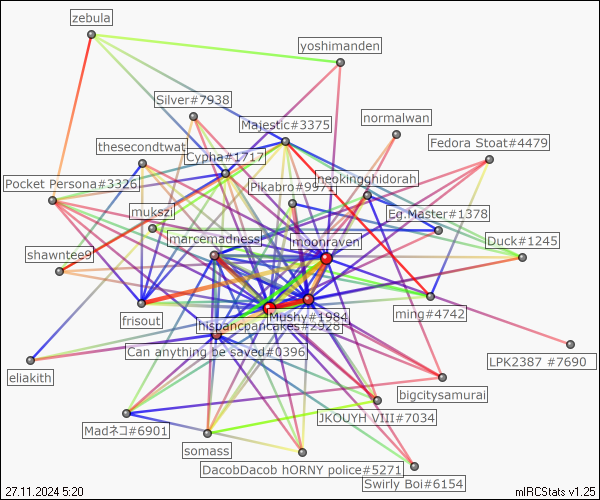 zebula
yoshimanden
Silver#7938
Majestic#3375
normalwan
thesecondtwat
Cypha#1717
Fedora Stoat#4479
Pocket Persona#3326
Pikabro#9971
neokingghidorah
mukszi
Eg.Master#1378
marcemadness
moonraven
Duck#1245
shawntee9
frisout
Mushy#1984
ming#4742
hispancpancakes#2928
Can anything be saved#0396
LPK2387 #7690
eliakith
bigcitysamurai
JKOUYH VIII#7034
Madネコ#6901
somass
DacobDacob hORNY police#5271
Swirly Boi#6154
27.11.2024 5:20
mIRCStats v1.25